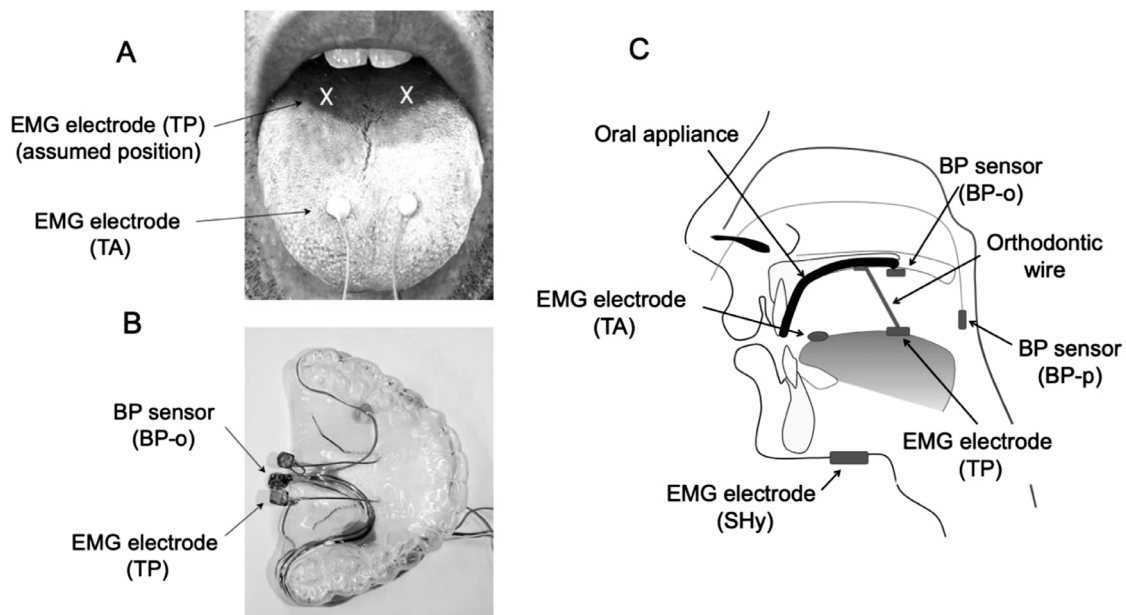 A
EMG electrode (TP)
(assumed position)
X X
EMG electrode
(TA)
B
BP sensor
(BP-o)
EMG electrode
(TP)
C
Oral appliance
BP sensor
(BP-o)
Orthodontic
wire
EMG electrode
(TA)
BP sensor
(BP-p)
EMG electrode
(TP)
EMG electrode
(SHy)